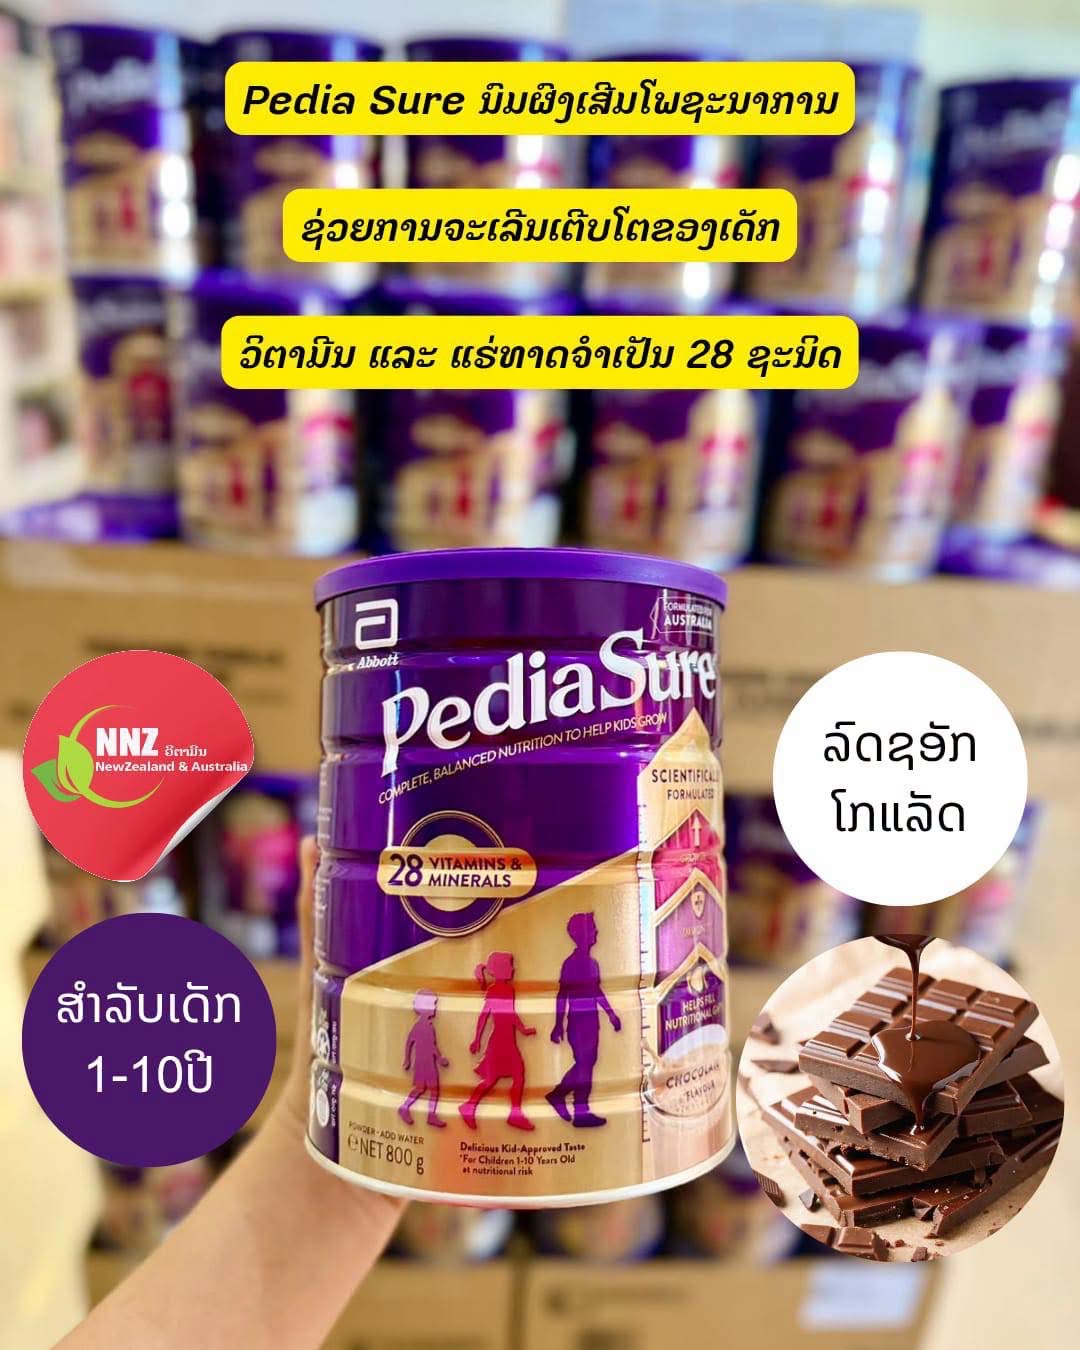 Pedia Sure ນົມຜົງເສີມໂພຊະນາການ
ຊ່ວຍການຈະເລີນເຕີບໂຕຂອງເດັກ
ວິຕາມີນ ແລະ ແຮ່ທາດຈຳເປັນ 28 ຊະນິດ
Abbott
FORMULATED FOR
AUSTRALIA
PediaSure
COMPLETE, BALANCED NUTRITION TO HELP KIDS GROW
SCIENTIFICALLY
FORMULATED
28 VITAMINS &
MINERALS
NNZ ວິຕາມິນ
NewZealand & Australia
ລົດຊອັກ
ໂກແລັດ
ສຳລັບເດັກ
1-10ປີ
HELPS FILL
NUTRITIONAL
CHOCOLATE
FLAVOUR
POWDER - ADD WATER
℮NET 800 g
Delicious Kid-Approved Taste
*For Children 1-10 Years Old
at nutritional risk